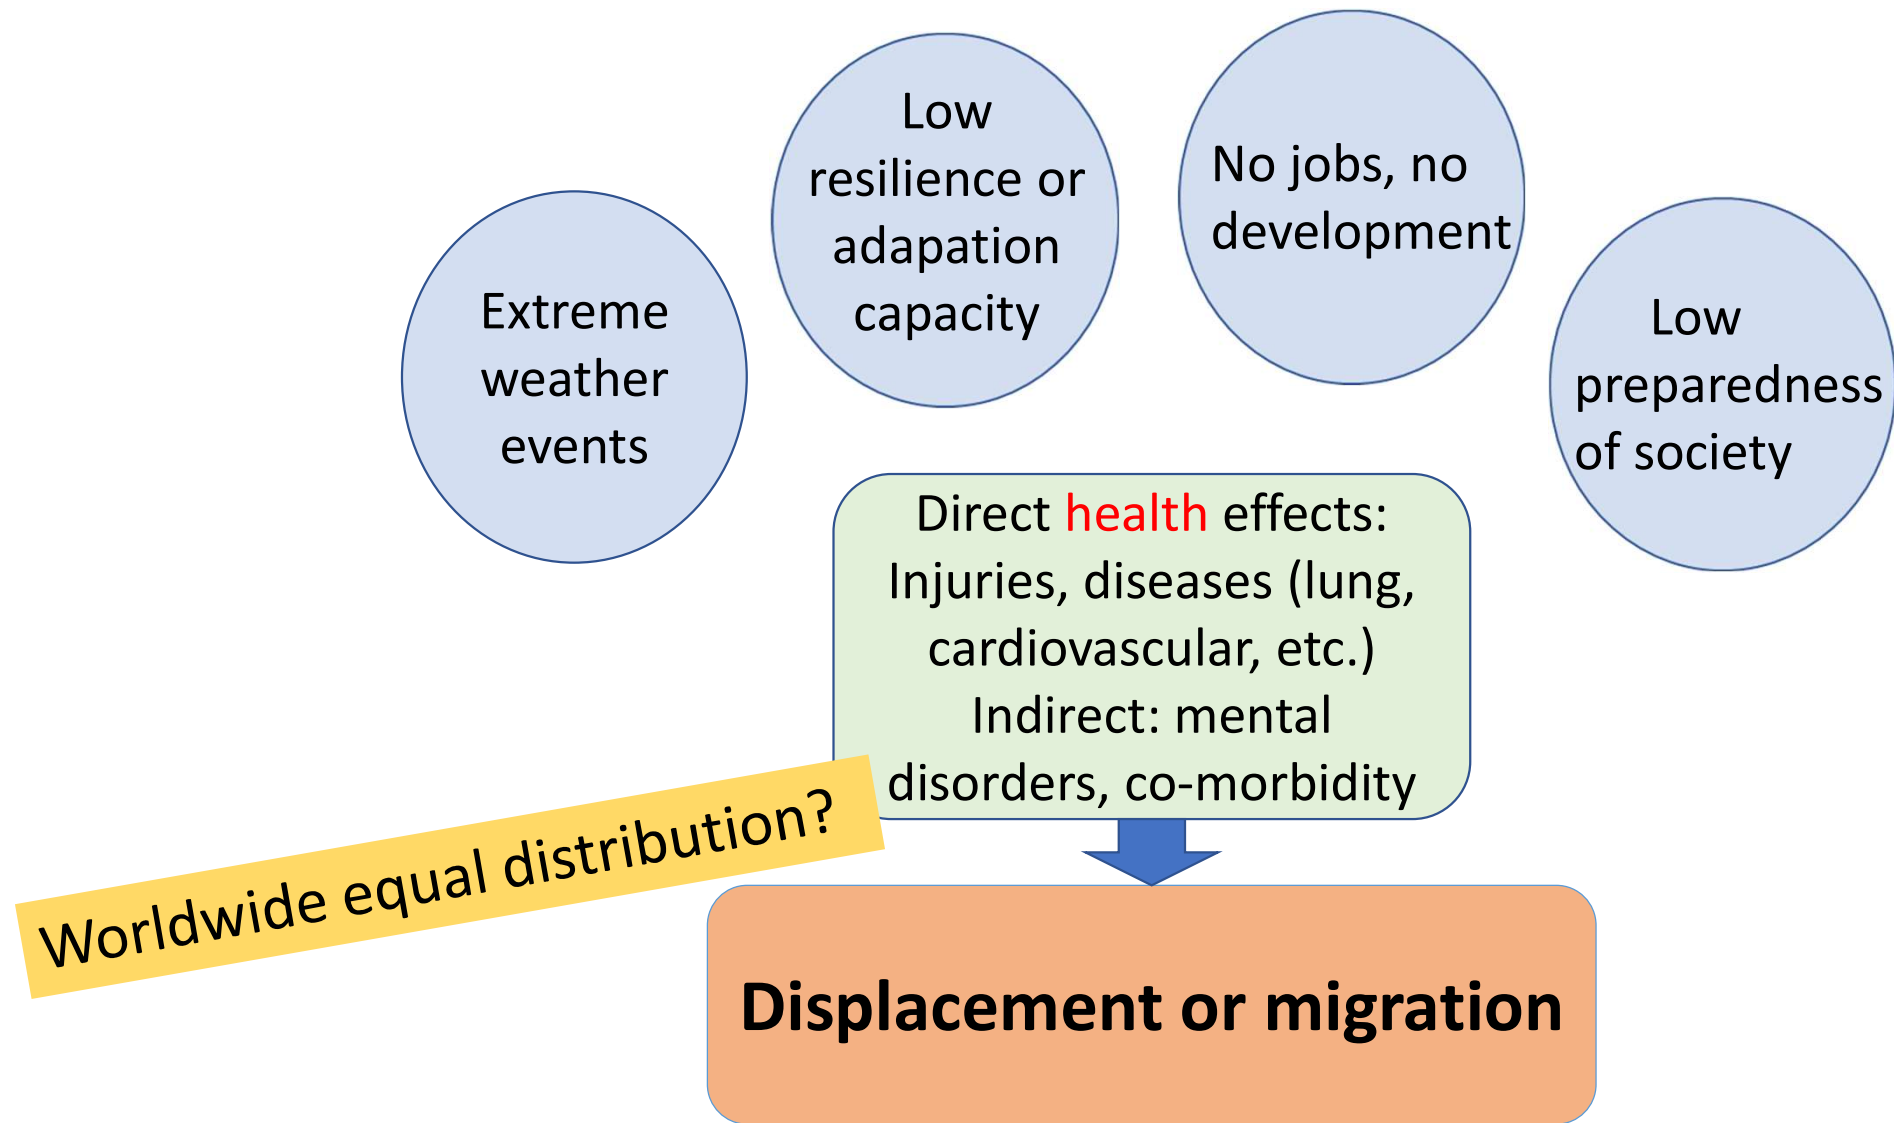 Extreme
weather
events
Low
resilience or
adapation
capacity
No jobs, no
development
Low
preparedness
of society
Direct health effects:
Injuries, diseases (lung,
cardiovascular, etc.)
Indirect: mental
disorders, co-morbidity
Worldwide equal distribution?
Displacement or migration